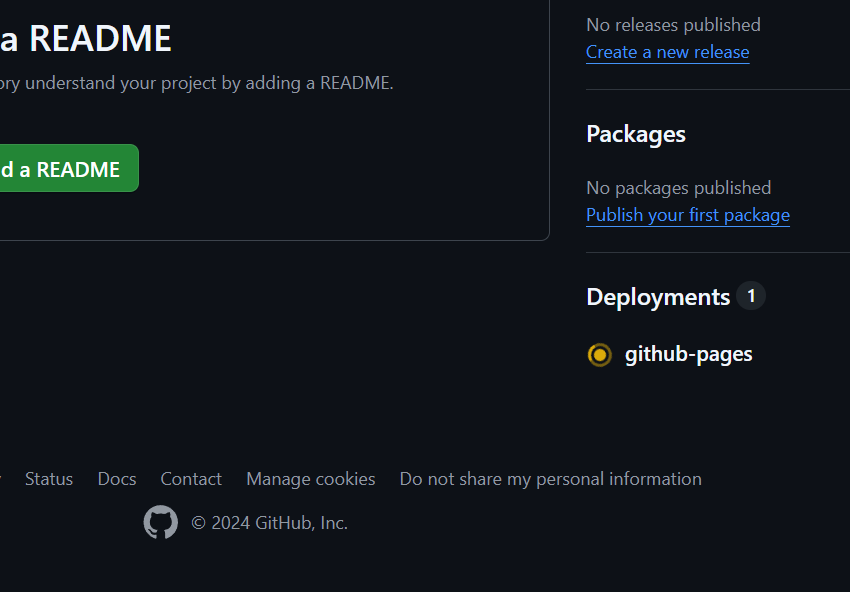 a README
ory understand your project by adding a README.
d a README
No releases published
Create a new release
Packages
No packages published
Publish your first package
Deployments 1
github-pages
Status Docs Contact Manage cookies Do not share my personal information
© 2024 GitHub, Inc.